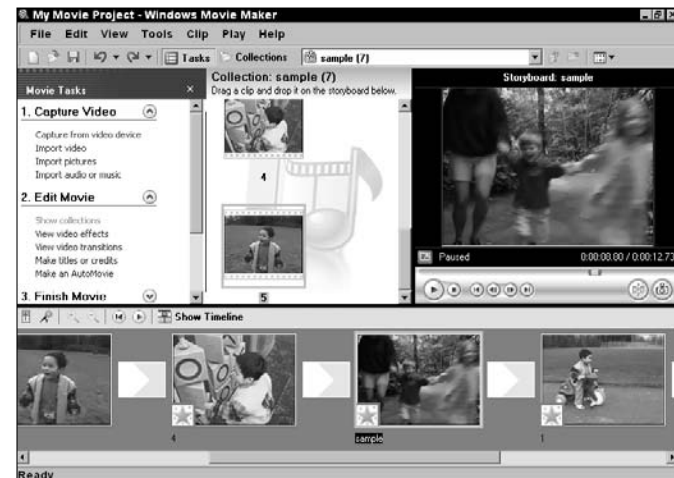 My Movie Project - Windows Movie Maker
File Edit View Tools Clip Play Help
Tasks Collections sample (7)
Movie Tasks
1. Capture Video
Capture from video device
Import video
Import pictures
Import audio or music
2. Edit Movie
Show collections
View video effects
View video transitions
Make titles or credits
Make an AutoMovie
3. Finish Movie
Collection: sample (7)
Drag a clip and drop it on the storyboard below.
4
5
Storyboard: sample
Paused 0:00:08.00 / 0:00:12.73
Show Timeline
4 sample 1
Ready